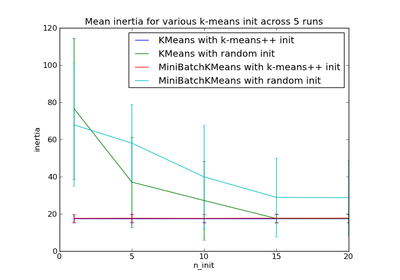 Mean inertia for various k-means init across 5 runs
120
KMeans with k-means++ init
KMeans with random init
MiniBatchKMeans with k-means++ init
MiniBatchKMeans with random init
100
80
60
40
20
0
inertia
0
5
10
15
20
n_init